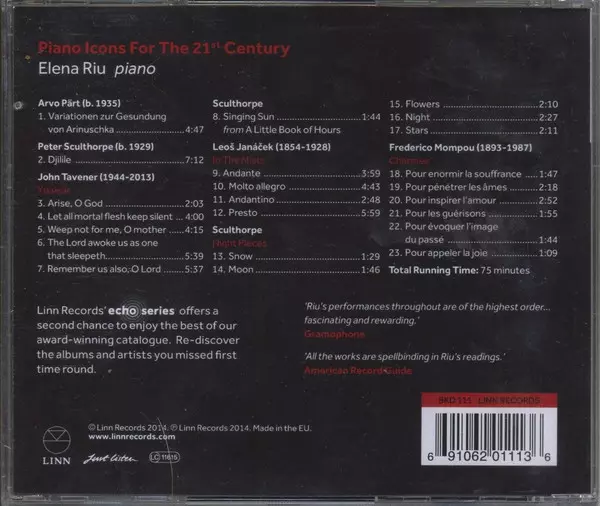 Piano Icons For The 21st Century
Elena Riu piano
Arvo Pärt (b. 1935)
1. Variationen zur Gesundung
von Arinuschka ........ 4:47
Peter Sculthorpe (b. 1929)
2. Djilile ........ 7:12
John Tavener (1944-2013)
Ypakoë
3. Arise, O God ........ 2:03
4. Let all mortal flesh keep silent .... 4:00
5. Weep not for me, O mother ..... 4:15
6. The Lord awoke us as one
that sleepeth ........ 5:39
7. Remember us also, O Lord ..... 5:37
Sculthorpe
8. Singing Sun ........ 1:44
from A Little Book of Hours
Leoš Janáček (1854-1928)
In The Mists
9. Andante ........ 3:59
10. Molto allegro ........ 4:43
11. Andantino ........ 2:48
12. Presto ........ 5:59
Sculthorpe
Night Pieces
13. Snow ........ 1:29
14. Moon ........ 1:46
15. Flowers ........ 2:10
16. Night ........ 2:27
17. Stars ........ 2:11
Frederico Mompou (1893-1987)
Charmes
18. Pour enormir la souffrance .... 1:47
19. Pour pénétrer les âmes ........ 2:18
20. Pour inspirer l'amour ........ 2:52
21. Pour les guérisons ........ 1:55
22. Pour évoquer l'image
du passé ........ 1:44
23. Pour appeler la joie ........ 1:09
Total Running Time: 75 minutes
Linn Records' echo series offers a
second chance to enjoy the best of our
award-winning catalogue. Re-discover
the albums and artists you missed first
time round.
'Riu's performances throughout are of the highest order...
fascinating and rewarding.'
Gramophone
'All the works are spellbinding in Riu's readings.'
American Record Guide
BKD 111 LINN RECORDS
6 91062 01113 6
© Linn Records 2014. ℗ Linn Records 2014. Made in the EU.
www.linnrecords.com
LINN
Just listen
LC 11615